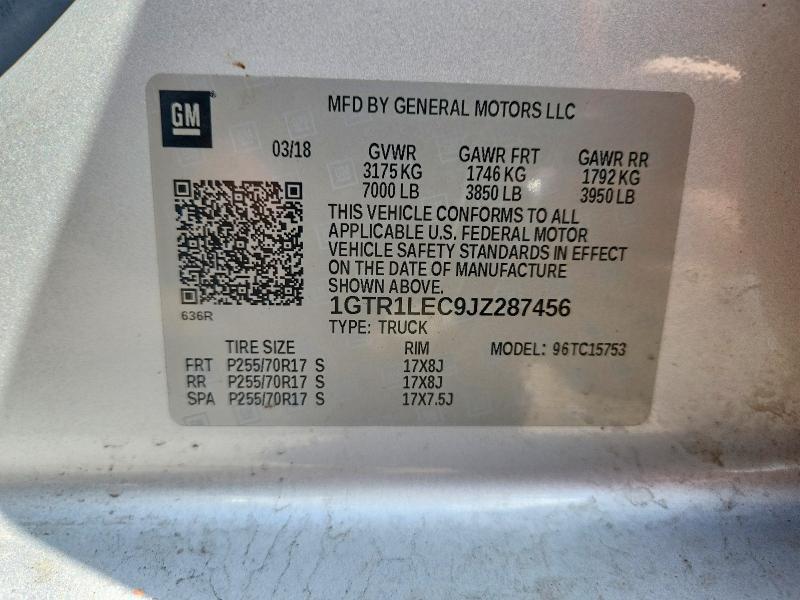 GM
MFD BY GENERAL MOTORS LLC
03/18 GVWR GAWR FRT GAWR RR
3175 KG 1746 KG 1792 KG
7000 LB 3850 LB 3950 LB
THIS VEHICLE CONFORMS TO ALL
APPLICABLE U.S. FEDERAL MOTOR
VEHICLE SAFETY STANDARDS IN EFFECT
ON THE DATE OF MANUFACTURE
SHOWN ABOVE.
636R
1GTR1LEC9JZ287456
TYPE: TRUCK
TIRE SIZE RIM MODEL: 96TC15753
FRT P255/70R17 S 17X8J
RR P255/70R17 S 17X8J
SPA P255/70R17 S 17X7.5J